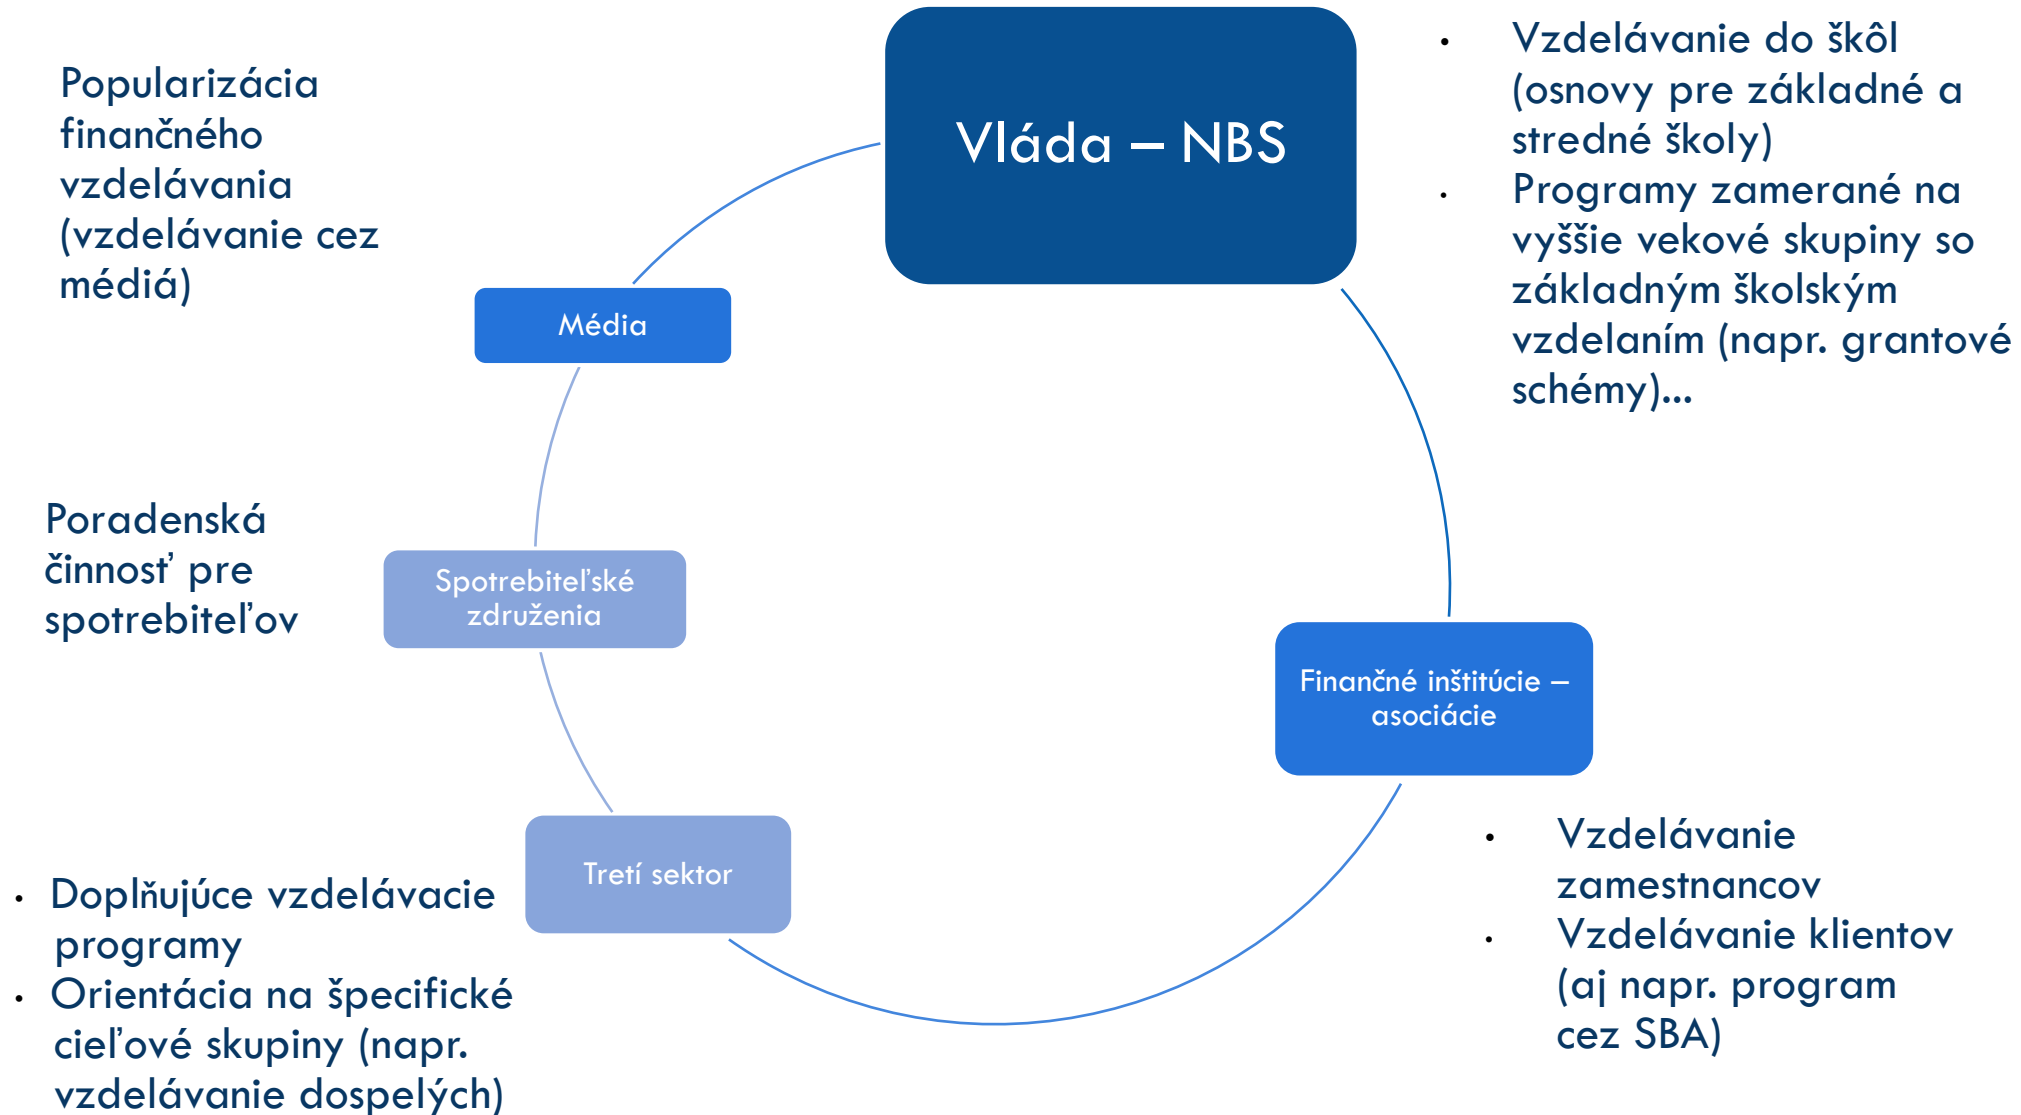 Vláda – NBS
• Vzdelávanie do škôl
(osnovy pre základné a
stredné školy)
• Programy zamerané na
vyššie vekové skupiny so
základným školským
vzdelaním (napr. grantové
schémy)...
Popularizácia
finančného
vzdelávania
(vzdelávanie cez
médiá)
Média
Poradenská
činnosť pre
spotrebiteľov
Spotrebiteľské
združenia
Finančné inštitúcie –
asociácie
• Vzdelávanie
zamestnancov
• Vzdelávanie klientov
(aj napr. program
cez SBA)
Tretí sektor
• Doplňujúce vzdelávacie
programy
• Orientácia na špecifické
cieľové skupiny (napr.
vzdelávanie dospelých)